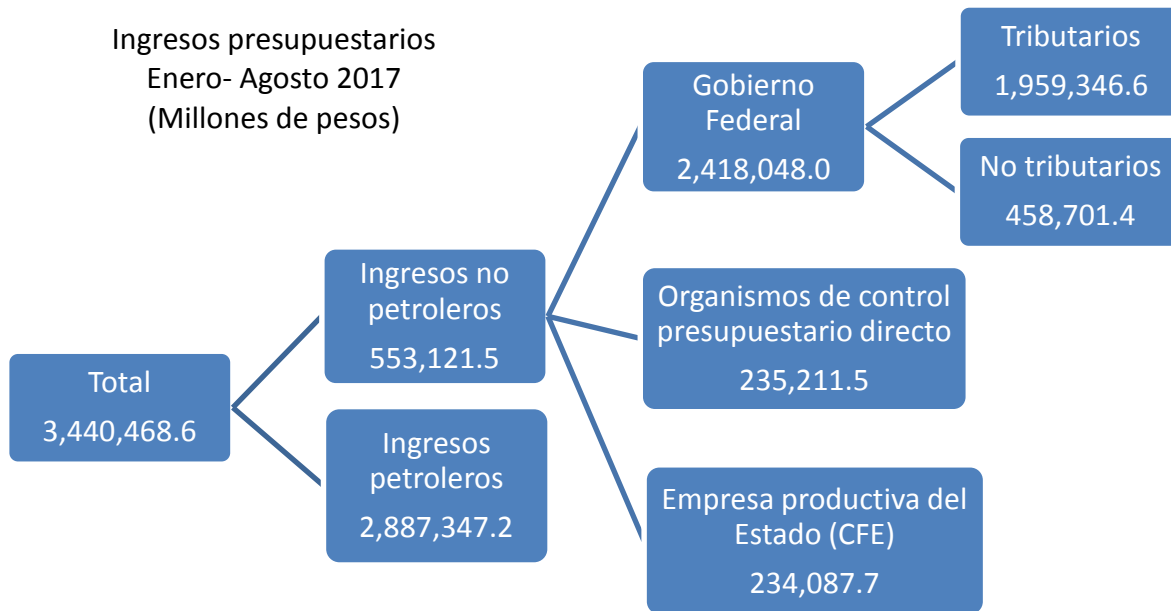 Ingresos presupuestarios
Enero- Agosto 2017
(Millones de pesos)
Total
3,440,468.6
Ingresos no
petroleros
553,121.5
Ingresos
petroleros
2,887,347.2
Gobierno
Federal
2,418,048.0
Organismos de control
presupuestario directo
235,211.5
Empresa productiva del
Estado (CFE)
234,087.7
Tributarios
1,959,346.6
No tributarios
458,701.4